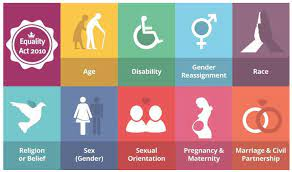 Equality
Act 2010
Age
Disability
Gender
Reassignment
Race
Religion
or Belief
Sex
(Gender)
Sexual
Orientation
Pregnancy &
Maternity
Marriage & Civil
Partnership